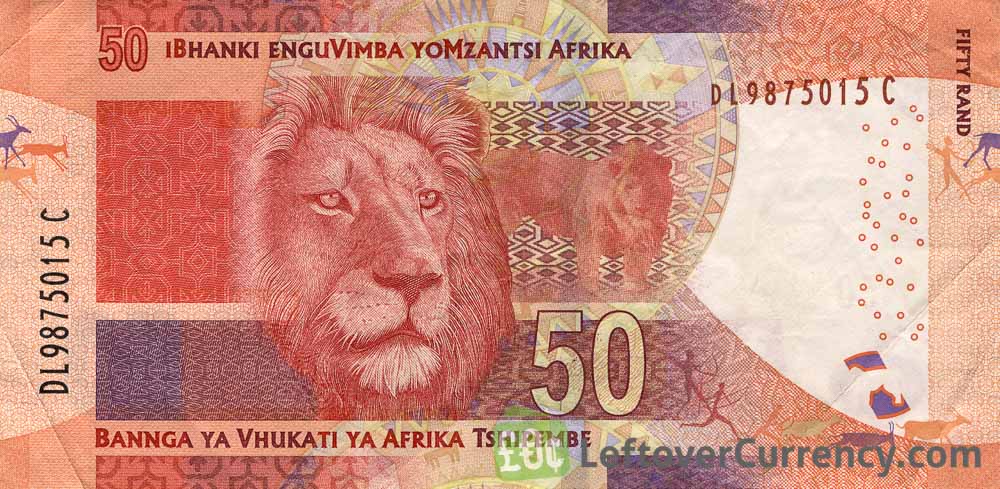 50 iBhanki enguVimba yoMzantsi Afrika
FIFTY RAND
DL9875015 C
DL9875015 C
50
Bannga ya Vhukati ya Afrika Tshipembe
£€
LeftoverCurrency.com